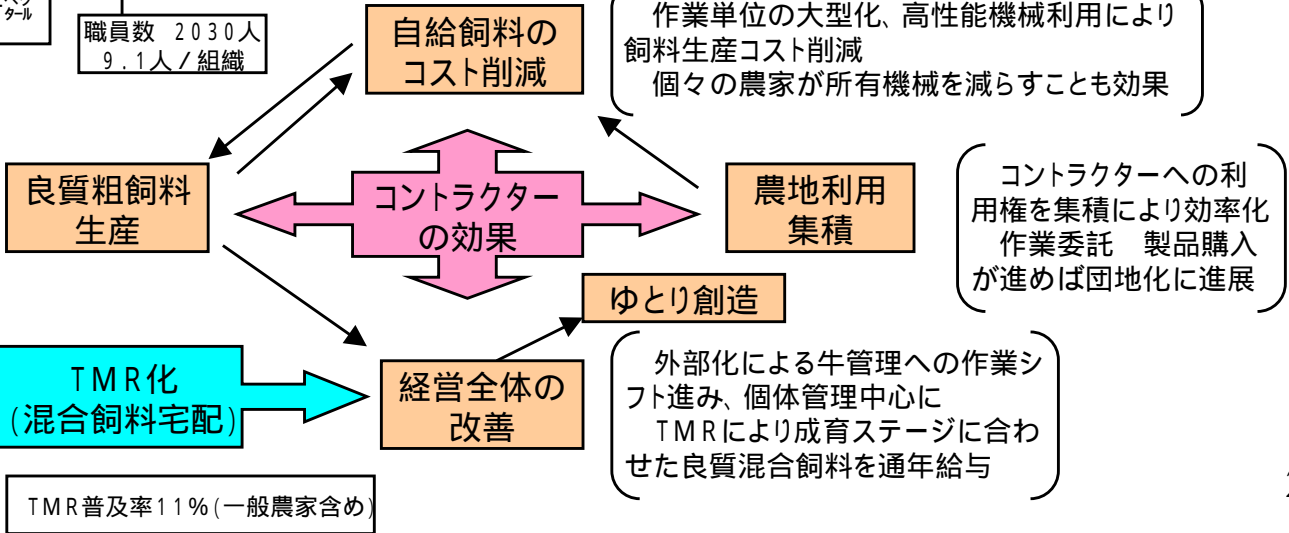 タール
職員数 2030人
9.1人/組織
自給飼料の
コスト削減
作業単位の大型化、高性能機械利用により
飼料生産コスト削減
個々の農家が所有機械を減らすことも効果
良質粗飼料
生産
コントラクター
の効果
農地利用
集積
コントラクターへの利
用権を集積により効率化
作業委託 製品購入
が進めば団地化に進展
ゆとり創造
TMR化
(混合飼料宅配)
経営全体の
改善
外部化による牛管理への作業シ
フト進み、個体管理中心に
TMRにより成育ステージに合わ
せた良質混合飼料を通年給与
TMR普及率11%(一般農家含め)